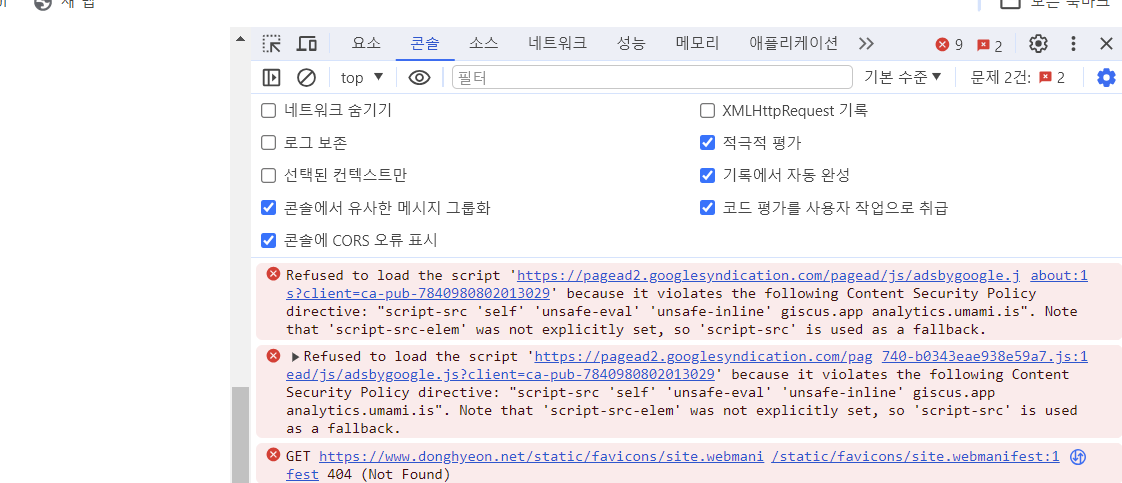 새 탭
모든 북마크
요소 콘솔 소스 네트워크 성능 메모리 애플리케이션 9 2
top 필터 기본 수준 문제 2건: 2
네트워크 숨기기 XMLHttpRequest 기록
로그 보존 적극적 평가
선택된 컨텍스트만 기록에서 자동 완성
콘솔에서 유사한 메시지 그룹화 코드 평가를 사용자 작업으로 취급
콘솔에 CORS 오류 표시
Refused to load the script 'https://pagead2.googlesyndication.com/pagead/js/adsbygoogle.j about:1
s?client=ca-pub-7840980802013029' because it violates the following Content Security Policy
directive: "script-src 'self' 'unsafe-eval' 'unsafe-inline' giscus.app analytics.umami.is". Note
that 'script-src-elem' was not explicitly set, so 'script-src' is used as a fallback.
Refused to load the script 'https://pagead2.googlesyndication.com/pag 740-b0343eae938e59a7.js:1
ead/js/adsbygoogle.js?client=ca-pub-7840980802013029' because it violates the following Content
Security Policy directive: "script-src 'self' 'unsafe-eval' 'unsafe-inline' giscus.app
analytics.umami.is". Note that 'script-src-elem' was not explicitly set, so 'script-src' is used
as a fallback.
GET https://www.donghyeon.net/static/favicons/site.webmani /static/favicons/site.webmanifest:1
fest 404 (Not Found)